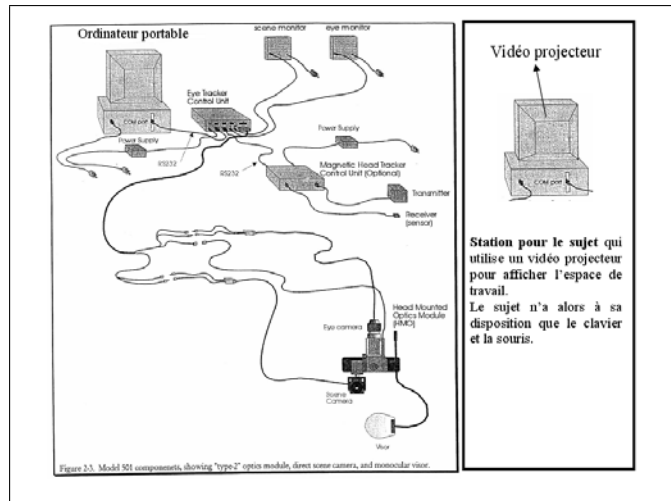 Ordinateur portable
scene monitor
eye monitor
Eye Tracker
Control Unit
COM port
Power Supply
RS232
Power Supply
RS232
Magnetic Head Tracker
Control Unit (Optional)
Transmitter
Receiver
(sensor)
Head Mounted
Optics Module
(HMO)
Eye camera
Scene
Camera
Visor
Figure 2-3. Model 501 componenets, showing "type-2" optics module, direct scene camera, and monocular visor.
Vidéo projecteur
COM port
Station pour le sujet qui
utilise un vidéo projecteur
pour afficher l'espace de
travail.
Le sujet n'a alors à sa
disposition que le clavier
et la souris.